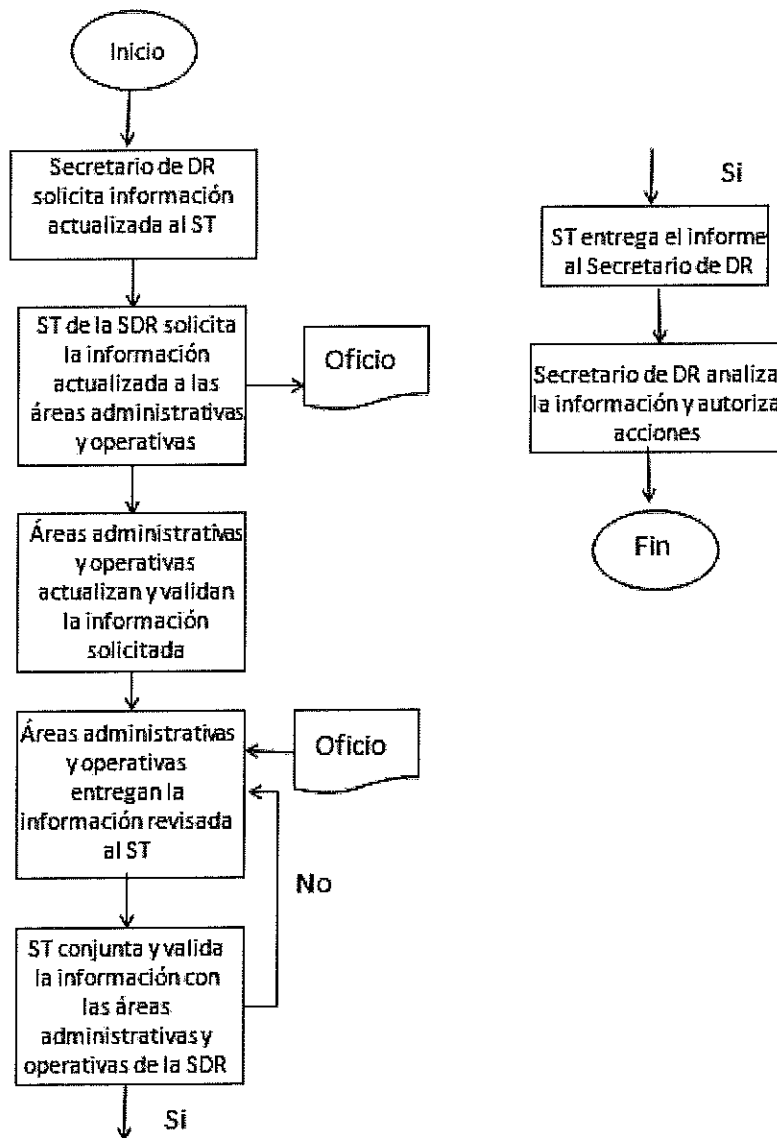 Inicio
Secretario de DR
solicita información
actualizada al ST
ST de la SDR solicita
la información
actualizada a las
áreas administrativas
y operativas
Oficio
Áreas administrativas
y operativas
actualizan y validan
la información
solicitada
Áreas administrativas
y operativas
entregan la
información revisada
al ST
Oficio
No
ST conjunta y valida
la información con
las áreas
administrativas y
operativas de la SDR
Si
Si
ST entrega el informe
al Secretario de DR
Secretario de DR analiza
la información y autoriza
acciones
Fin